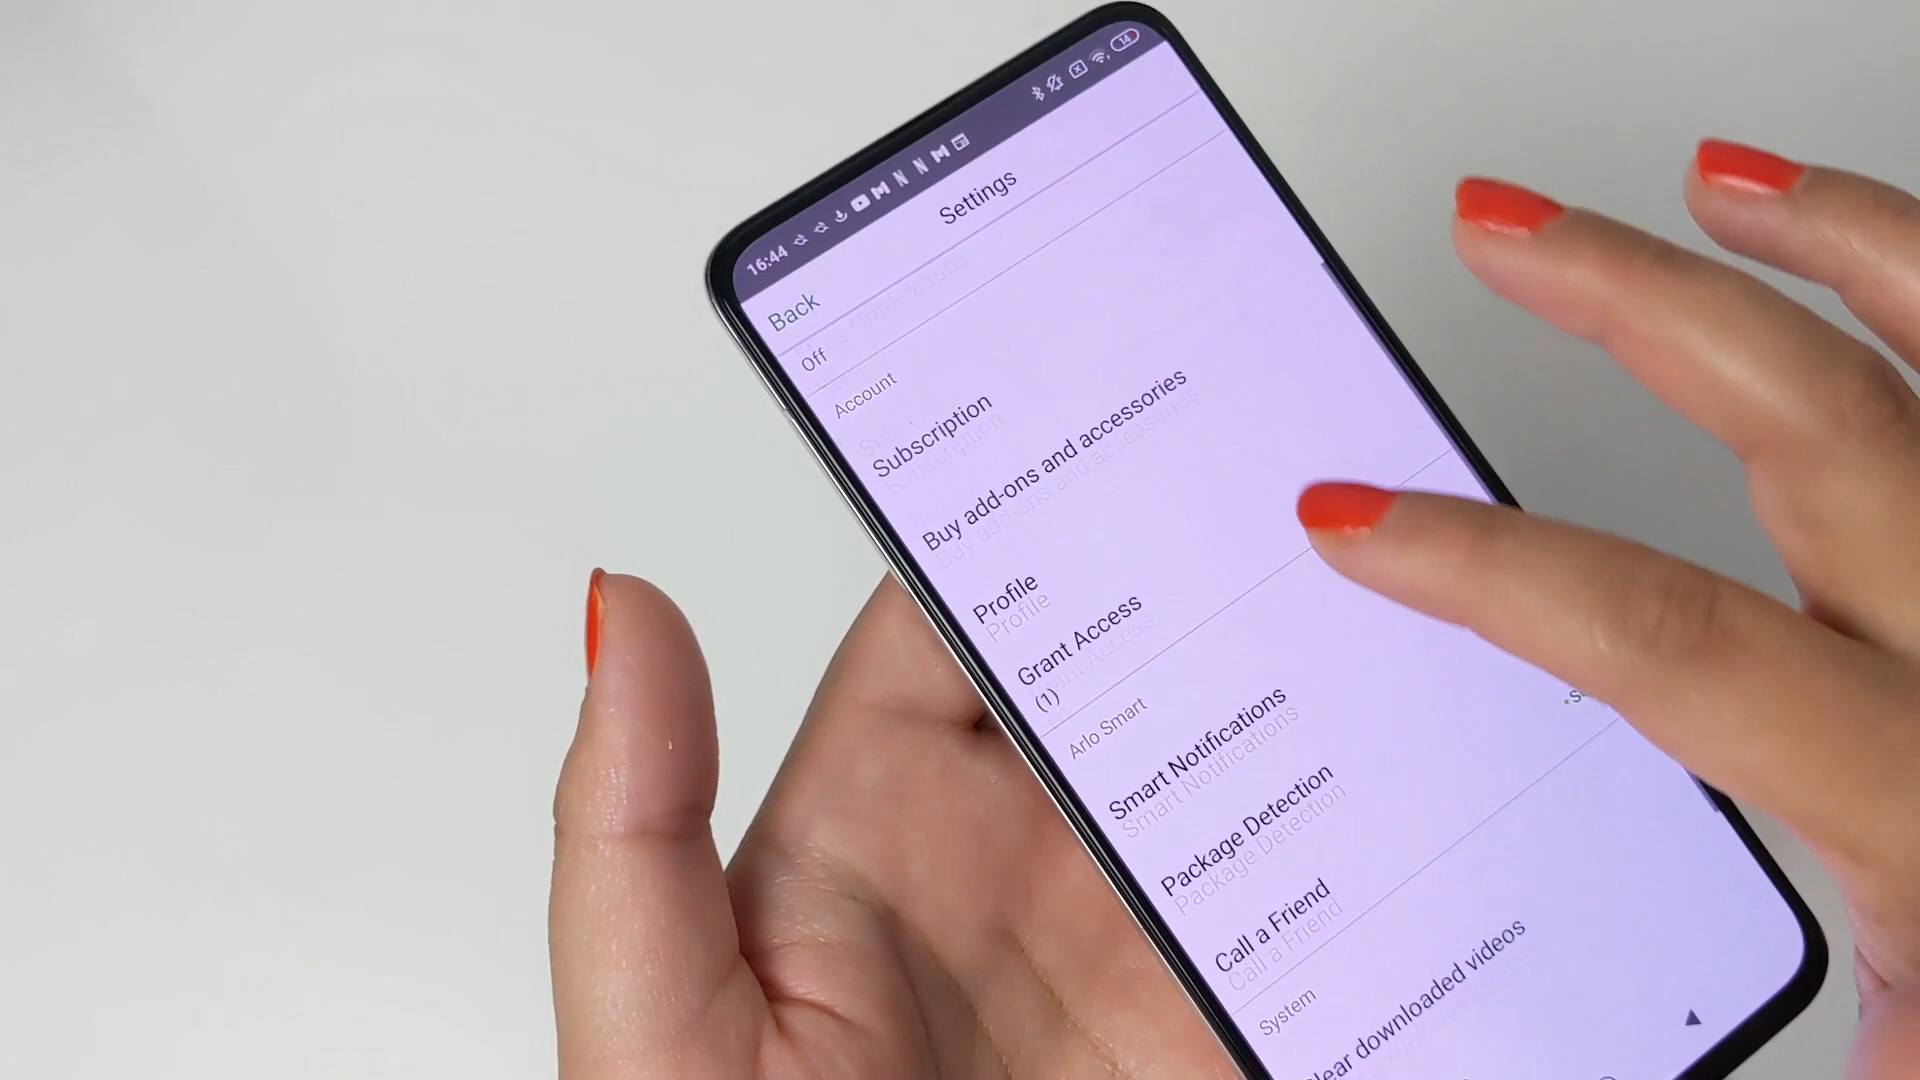 16:44
14
Settings
Back
Off
Account
Subscription
Buy add-ons and accessories
Profile
Grant Access
(1)
Arlo Smart
Smart Notifications
Package Detection
Call a Friend
System
Clear downloaded videos